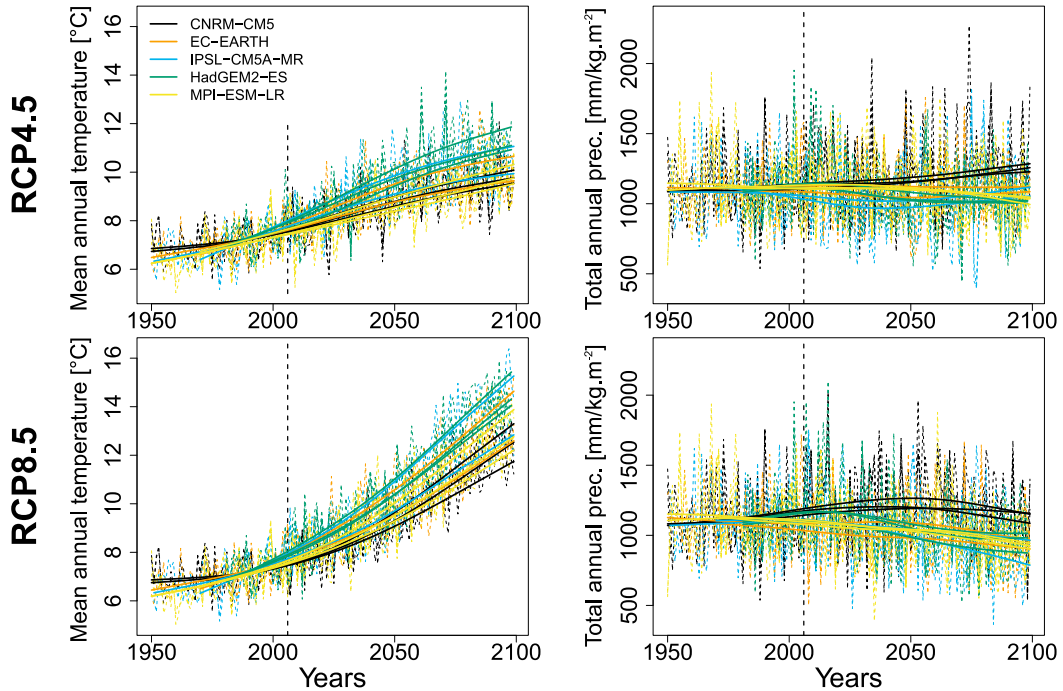 RCP4.5
Mean annual temperature [°C]
16
14
12
10
8
6
CNRM−CM5
EC−EARTH
IPSL−CM5A−MR
HadGEM2−ES
MPI−ESM−LR
1950 2000 2050 2100
Total annual prec. [mm/kg.m-2]
2000
1500
1000
500
1950 2000 2050 2100
RCP8.5
Mean annual temperature [°C]
16
14
12
10
8
6
1950 2000 2050 2100
Years
Total annual prec. [mm/kg.m-2]
2000
1500
1000
500
1950 2000 2050 2100
Years